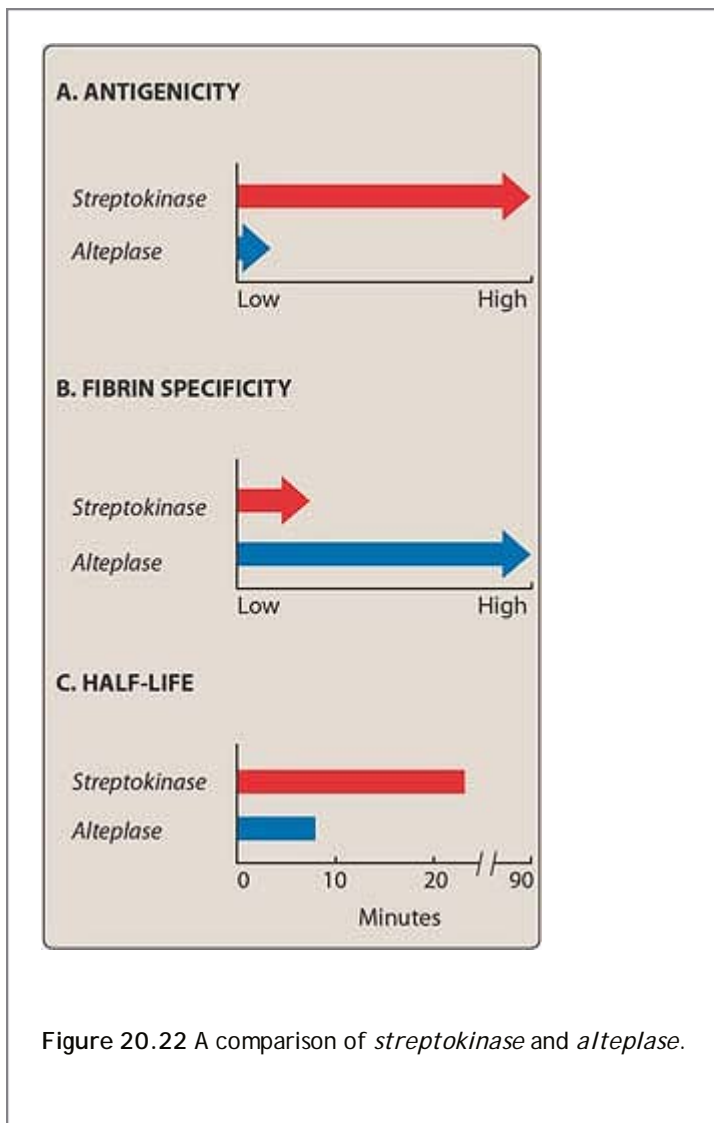 A. ANTIGENICITY
Streptokinase
Alteplase
Low High
B. FIBRIN SPECIFICITY
Streptokinase
Alteplase
Low High
C. HALF-LIFE
Streptokinase
Alteplase
0 10 20 90
Minutes
Figure 20.22 A comparison of streptokinase and alteplase.